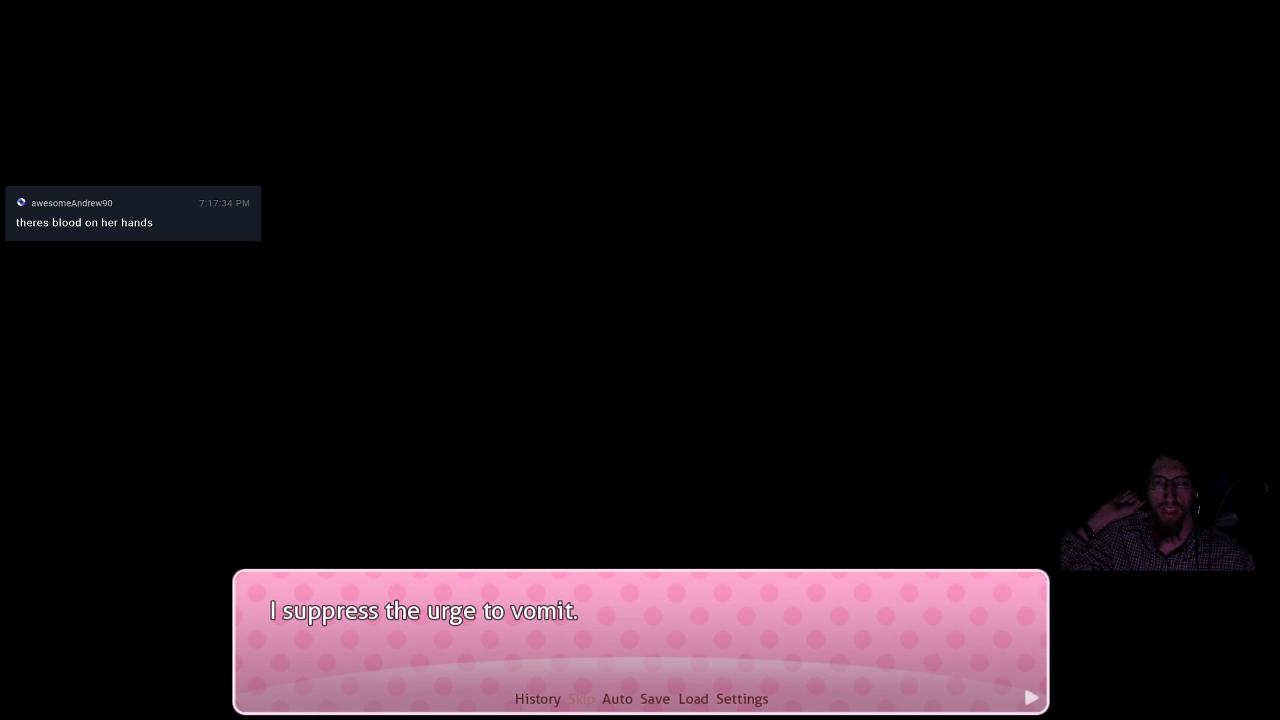 awesomeAndrew90 7:17:34 PM
theres blood on her hands
I suppress the urge to vomit.
History Skip Auto Save Load Settings